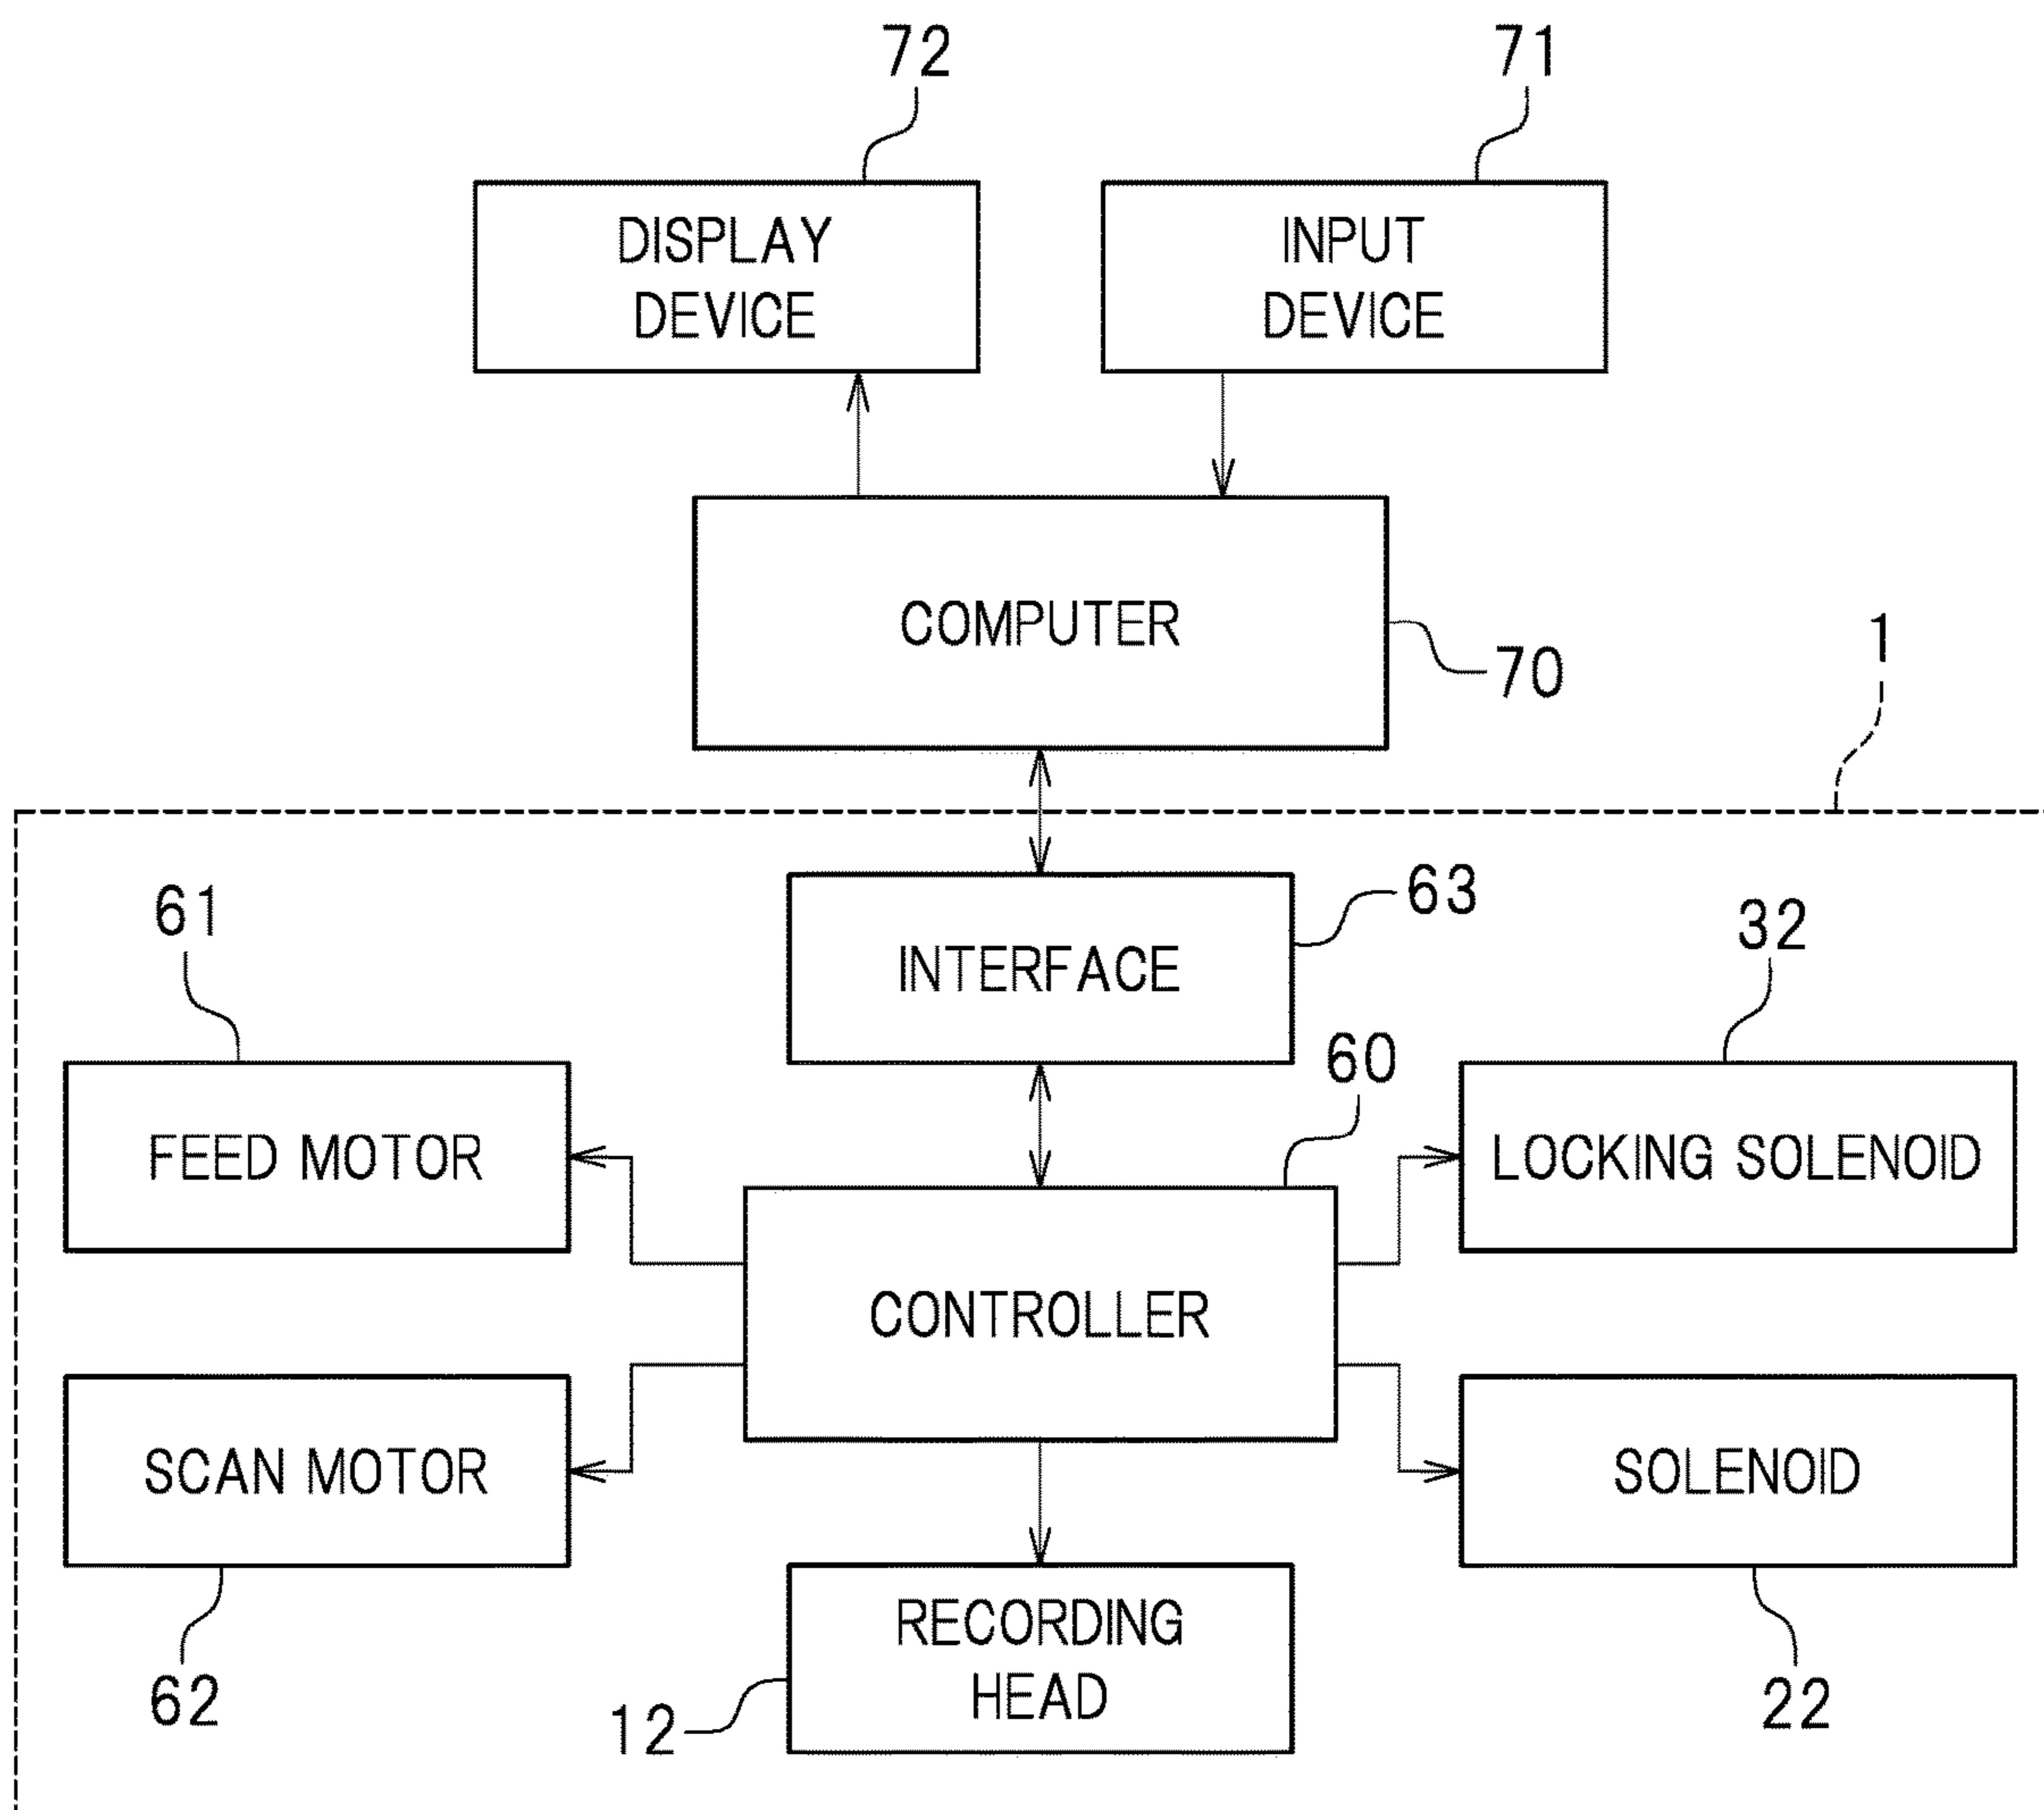 72
71
DISPLAY
DEVICE
INPUT
DEVICE
COMPUTER
70
1
INTERFACE
63
61
32
60
FEED MOTOR
LOCKING SOLENOID
CONTROLLER
SCAN MOTOR
SOLENOID
RECORDING
HEAD
62
12
22